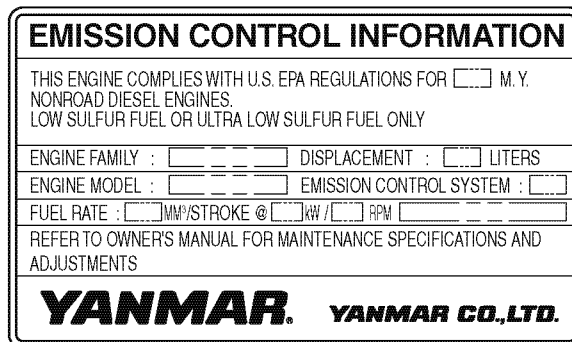 EMISSION CONTROL INFORMATION
THIS ENGINE COMPLIES WITH U.S. EPA REGULATIONS FOR M.Y.
NONROAD DIESEL ENGINES.
LOW SULFUR FUEL OR ULTRA LOW SULFUR FUEL ONLY
ENGINE FAMILY : DISPLACEMENT : LITERS
ENGINE MODEL : EMISSION CONTROL SYSTEM :
FUEL RATE : MM³/STROKE @ kW / RPM
REFER TO OWNER'S MANUAL FOR MAINTENANCE SPECIFICATIONS AND
ADJUSTMENTS
YANMAR. YANMAR CO.,LTD.